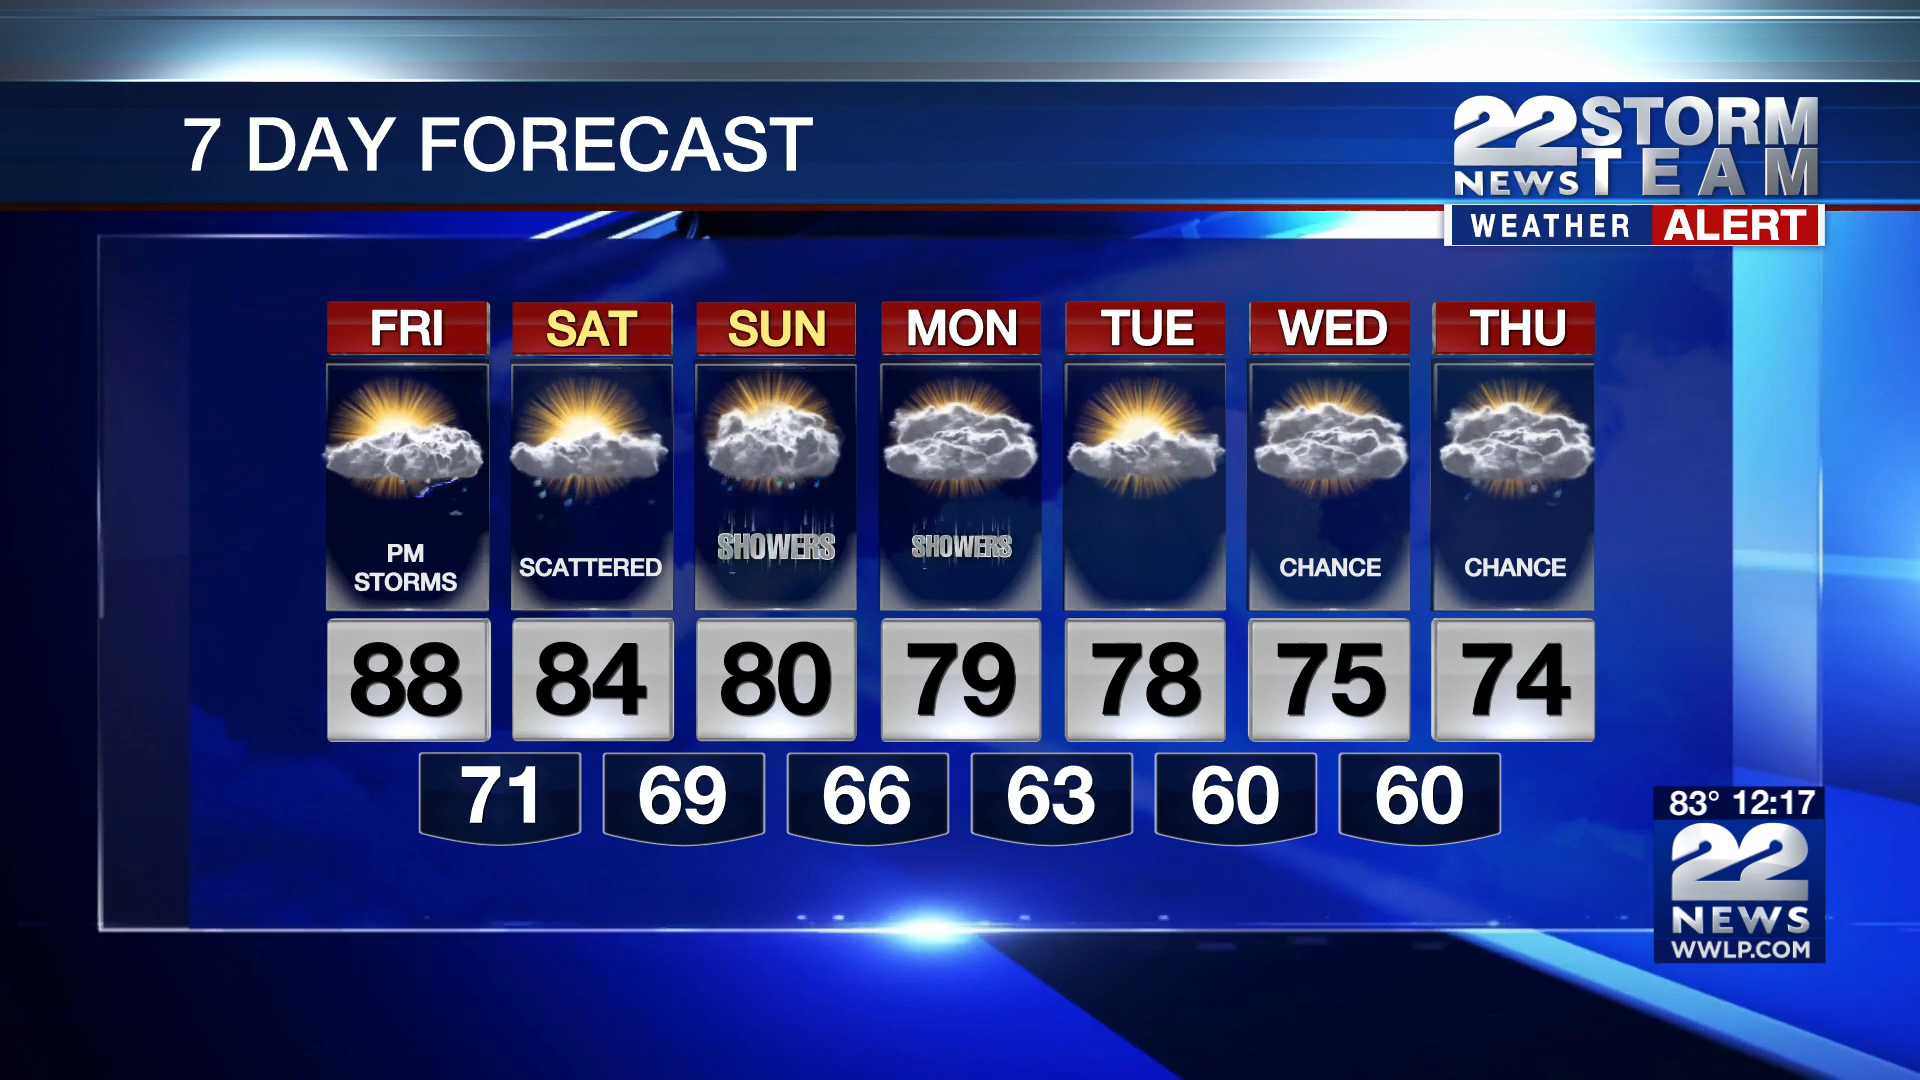 7 DAY FORECAST
22 STORM
NEWS TEAM
WEATHER ALERT
FRI SAT SUN MON TUE WED THU
SHOWERS SHOWERS
PM
STORMS SCATTERED CHANCE CHANCE
88 84 80 79 78 75 74
71 69 66 63 60 60
83° 12:17
22
NEWS
WWLP.COM